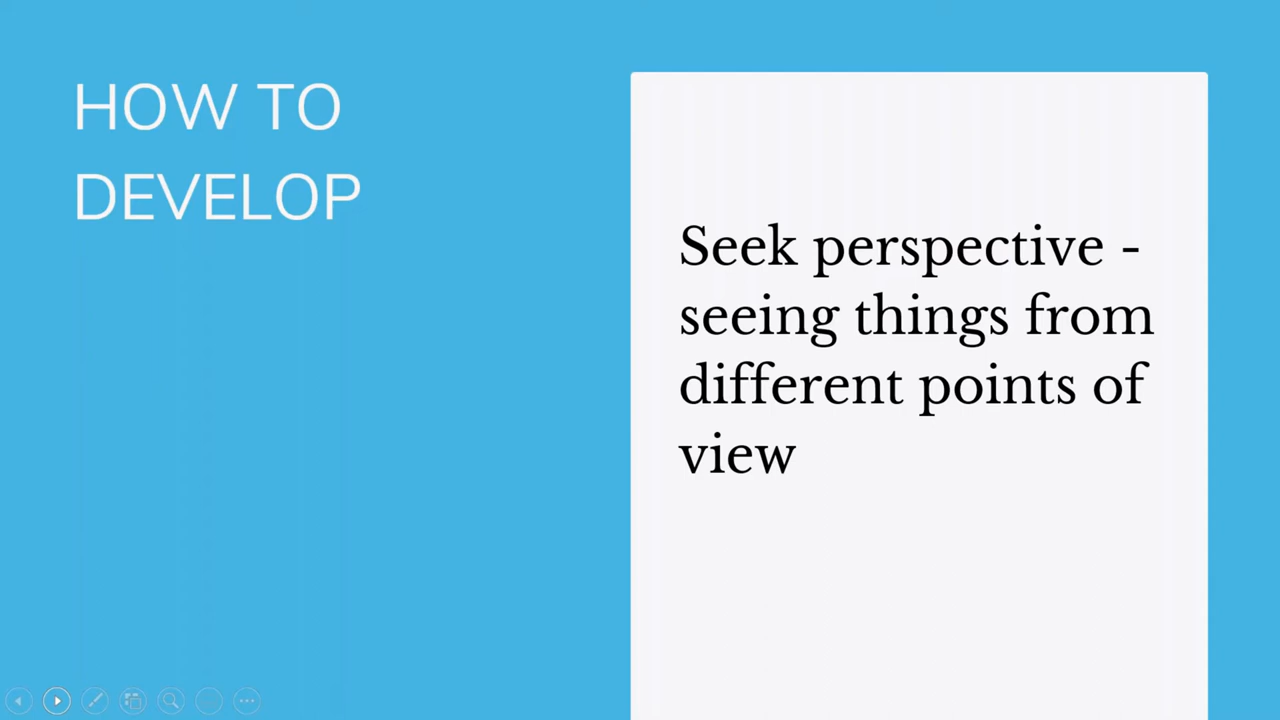 HOW TO
DEVELOP
Seek perspective -
seeing things from
different points of
view